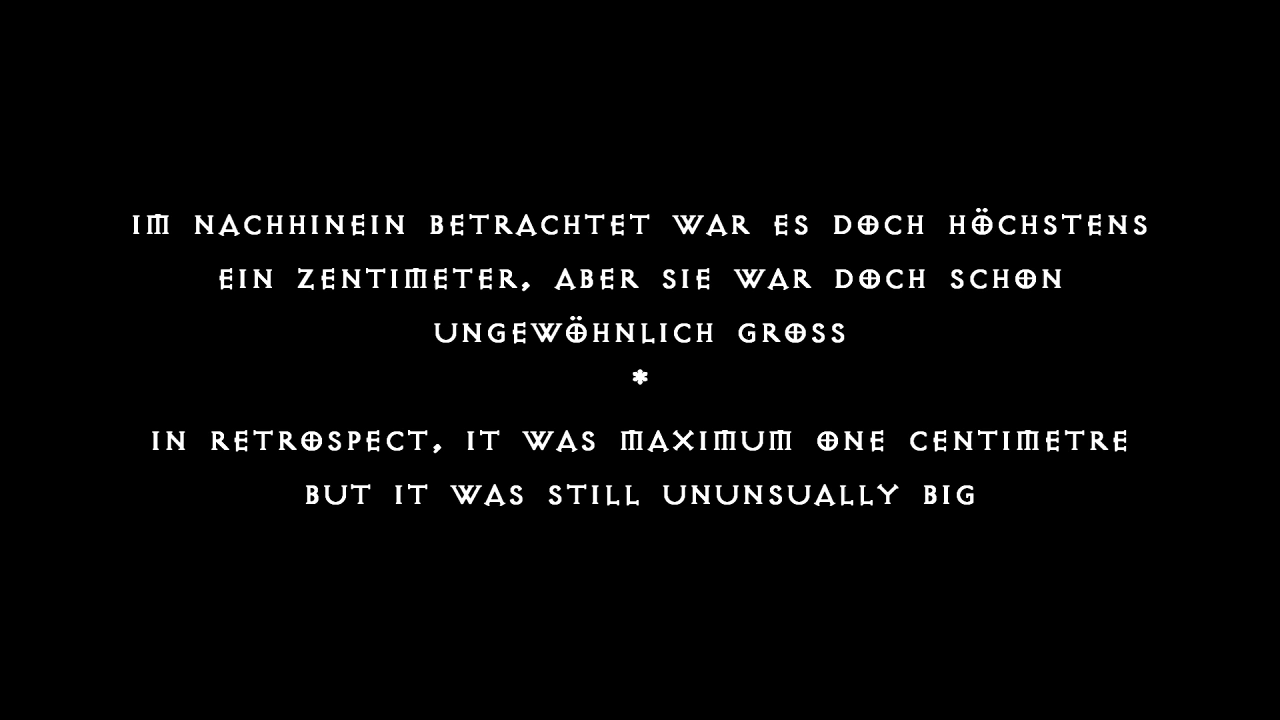 IM NACHHINEIN BETRACHTET WAR ES DOCH HÖCHSTENS
EIN ZENTIMETER, ABER SIE WAR DOCH SCHON
UNGEWÖHNLICH GROSS
*
IN RETROSPECT, IT WAS MAXIMUM ONE CENTIMETRE
BUT IT WAS STILL UNUNSUALLY BIG